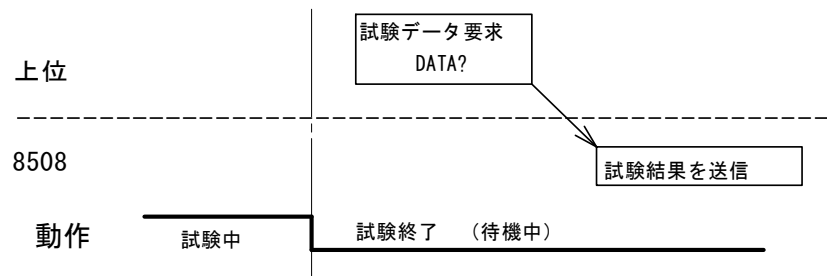 試験データ要求
DATA?
上位
8508
試験結果を送信
動作
試験中
試験終了 （待機中）